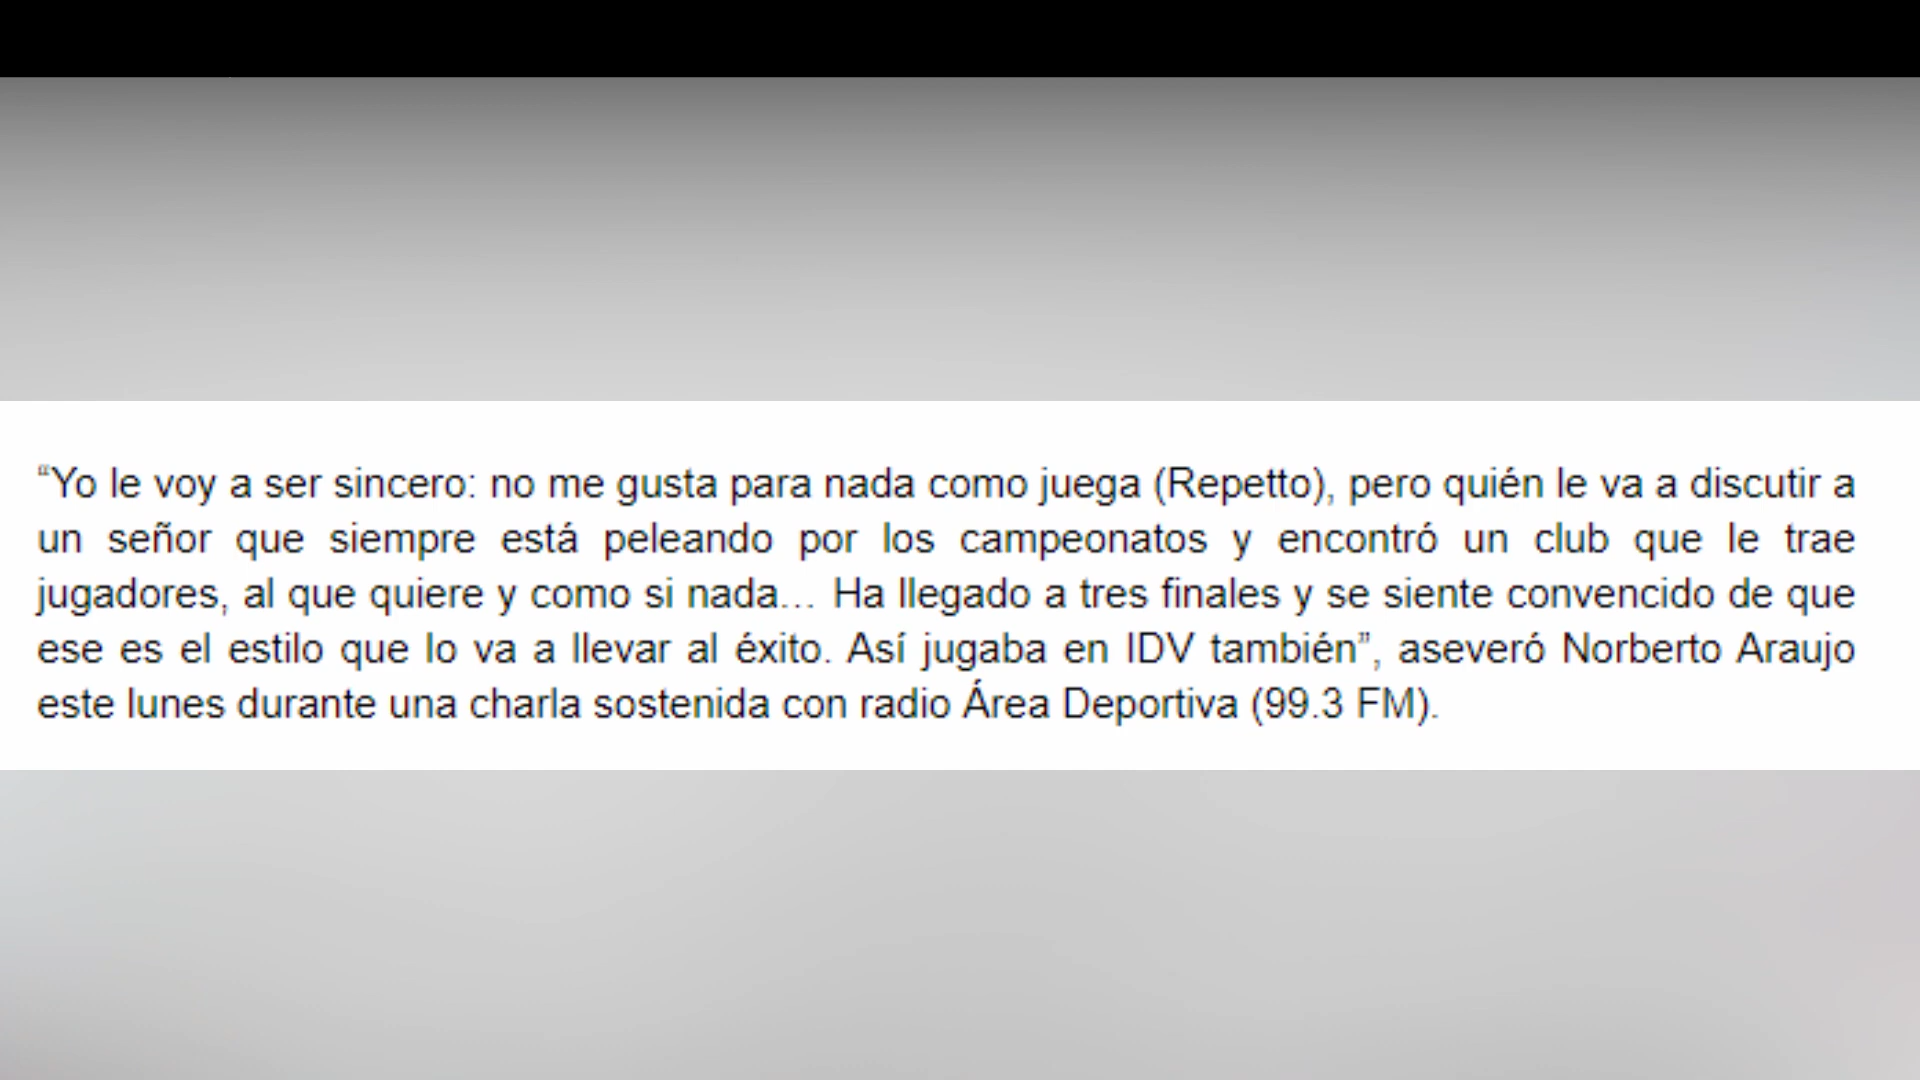 “Yo le voy a ser sincero: no me gusta para nada como juega (Repetto), pero quién le va a discutir a
un señor que siempre está peleando por los campeonatos y encontró un club que le trae
jugadores, al que quiere y como si nada... Ha llegado a tres finales y se siente convencido de que
ese es el estilo que lo va a llevar al éxito. Así jugaba en IDV también”, aseveró Norberto Araujo
este lunes durante una charla sostenida con radio Área Deportiva (99.3 FM).